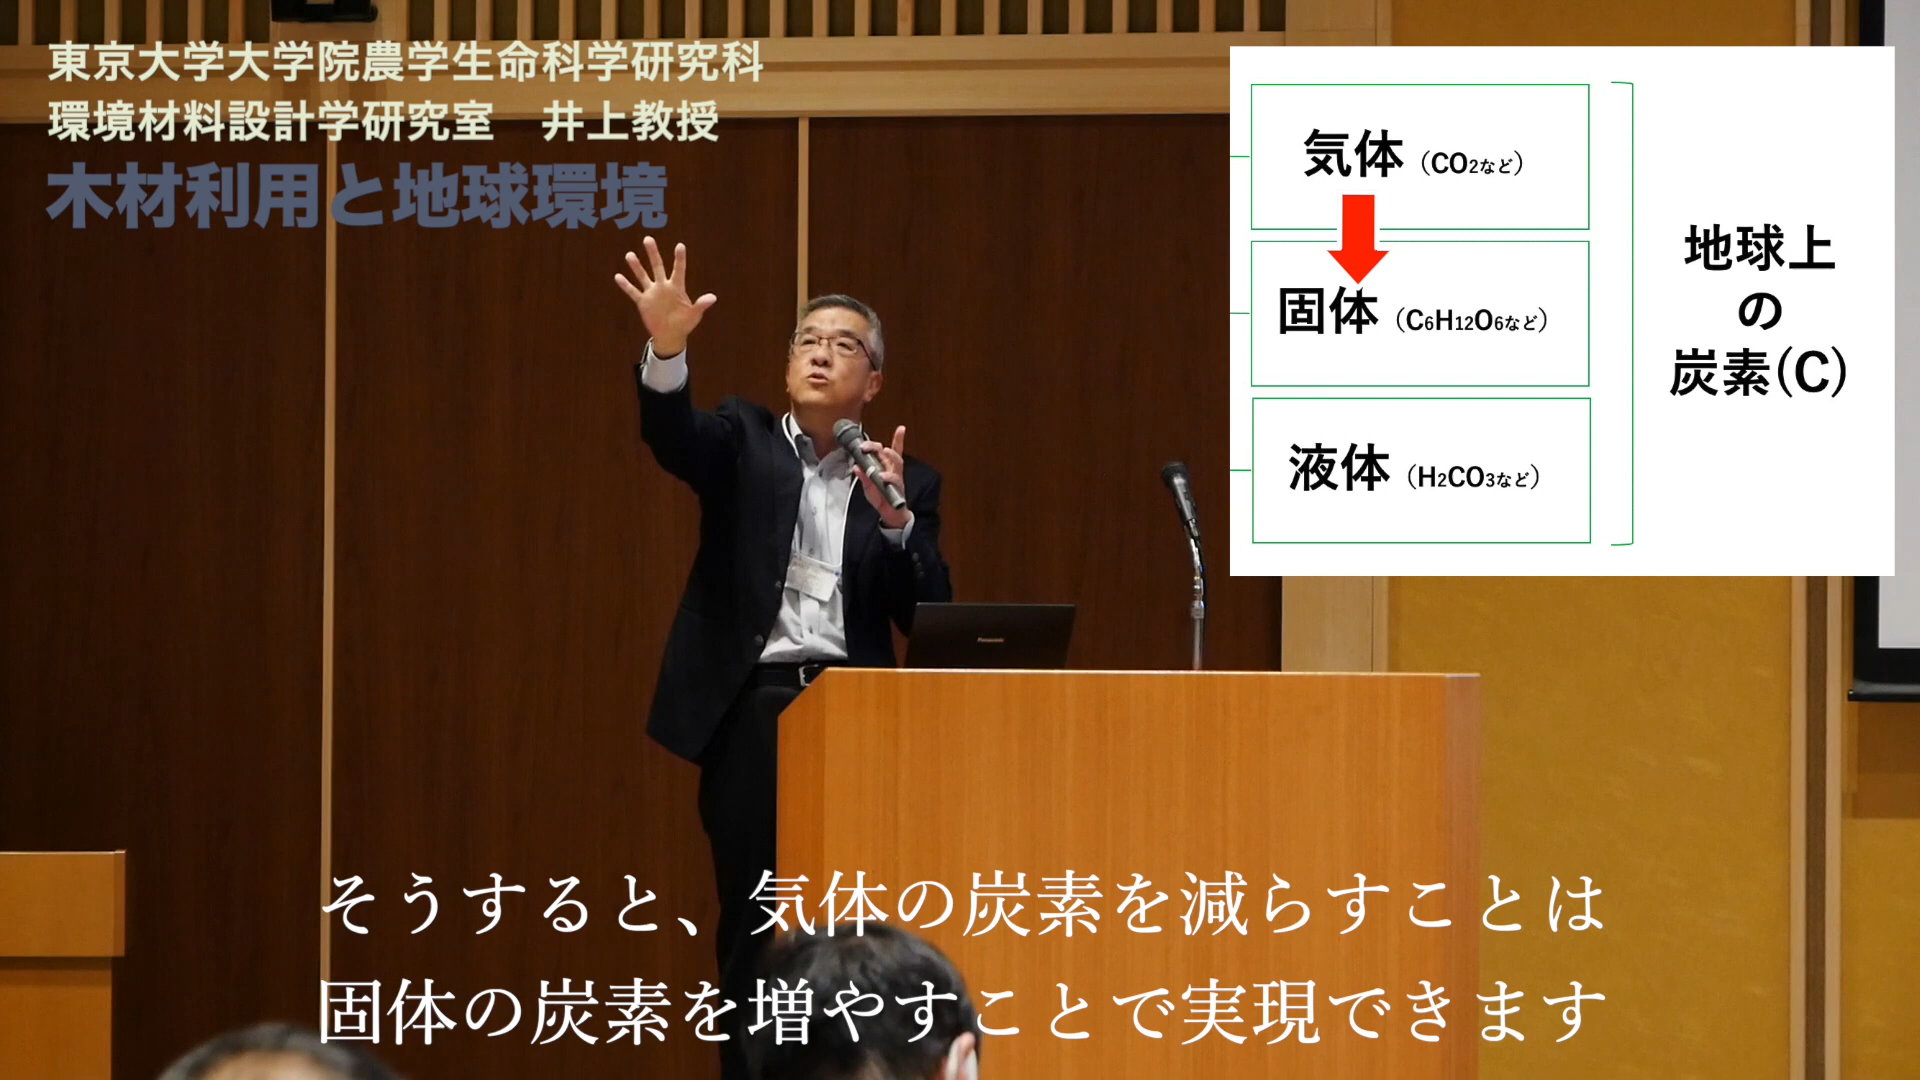 東京大学大学院農学生命科学研究科
環境材料設計学研究室　井上教授
木材利用と地球環境
気体（CO2など）
固体（C6H12O6など）
液体（H2CO3など）
地球上
の
炭素(C)
Panasonic
そうすると、気体の炭素を減らすことは
固体の炭素を増やすことで実現できます